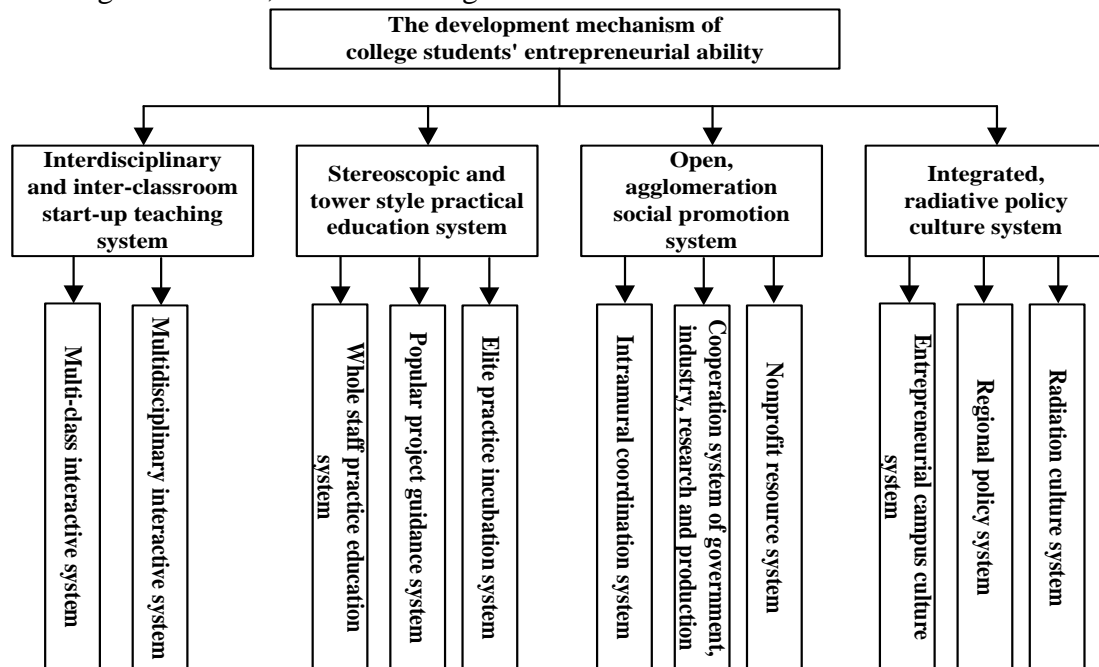 The development mechanism of
college students' entrepreneurial ability
Interdisciplinary
and inter-classroom
start-up teaching
system
Stereoscopic and
tower style practical
education system
Open,
agglomeration
social promotion
system
Integrated,
radiative policy
culture system
Multi-class interactive system
Multidisciplinary interactive system
Whole staff practice education
system
Popular project guidance system
Elite practice incubation system
Intramural coordination system
Cooperation system of government,
industry, research and production
Nonprofit resource system
Entrepreneurial campus culture
system
Regional policy system
Radiation culture system